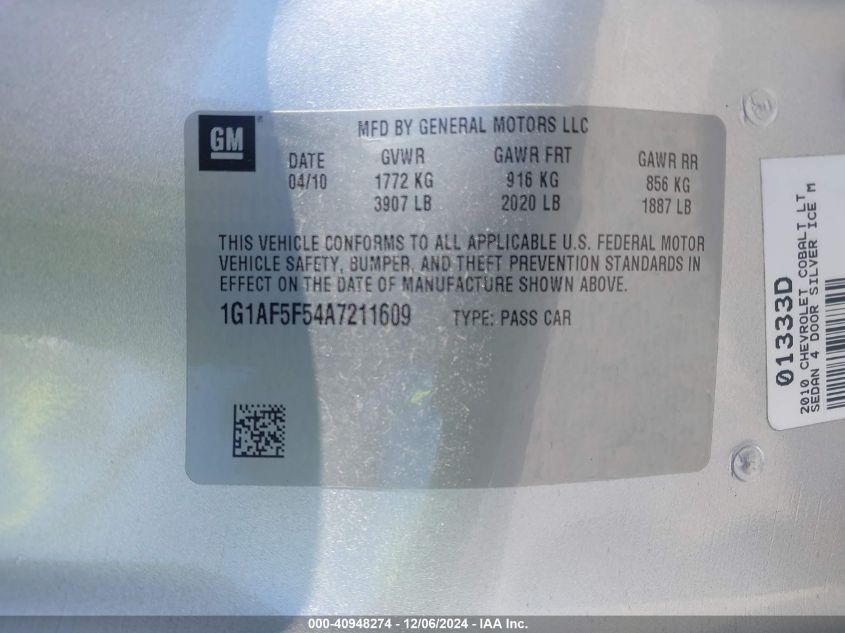 GM
MFD BY GENERAL MOTORS LLC
DATE GVWR GAWR FRT GAWR RR
04/10 1772 KG 916 KG 856 KG
3907 LB 2020 LB 1887 LB
THIS VEHICLE CONFORMS TO ALL APPLICABLE U.S. FEDERAL MOTOR
VEHICLE SAFETY, BUMPER, AND THEFT PREVENTION STANDARDS IN
EFFECT ON THE DATE OF MANUFACTURE SHOWN ABOVE.
1G1AF5F54A7211609 TYPE: PASS CAR
01333D
2010 CHEVROLET COBALT LT
SEDAN 4 DOOR SILVER ICE M
000-40948274 - 12/06/2024 - IAA Inc.